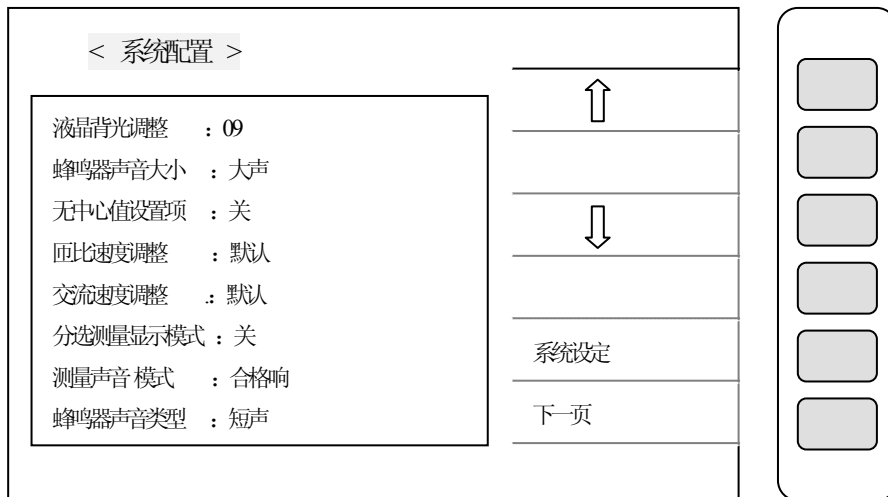 < 系统配置 >
液晶背光调整 : 09
蜂鸣器声音大小 : 大声
无中心值设置项 : 关
匝比速度调整 : 默认
交流速度调整 .: 默认
分选测量显示模式 : 关
测量声音 模式 : 合格响
蜂鸣器声音类型 : 短声
系统设定
下一页